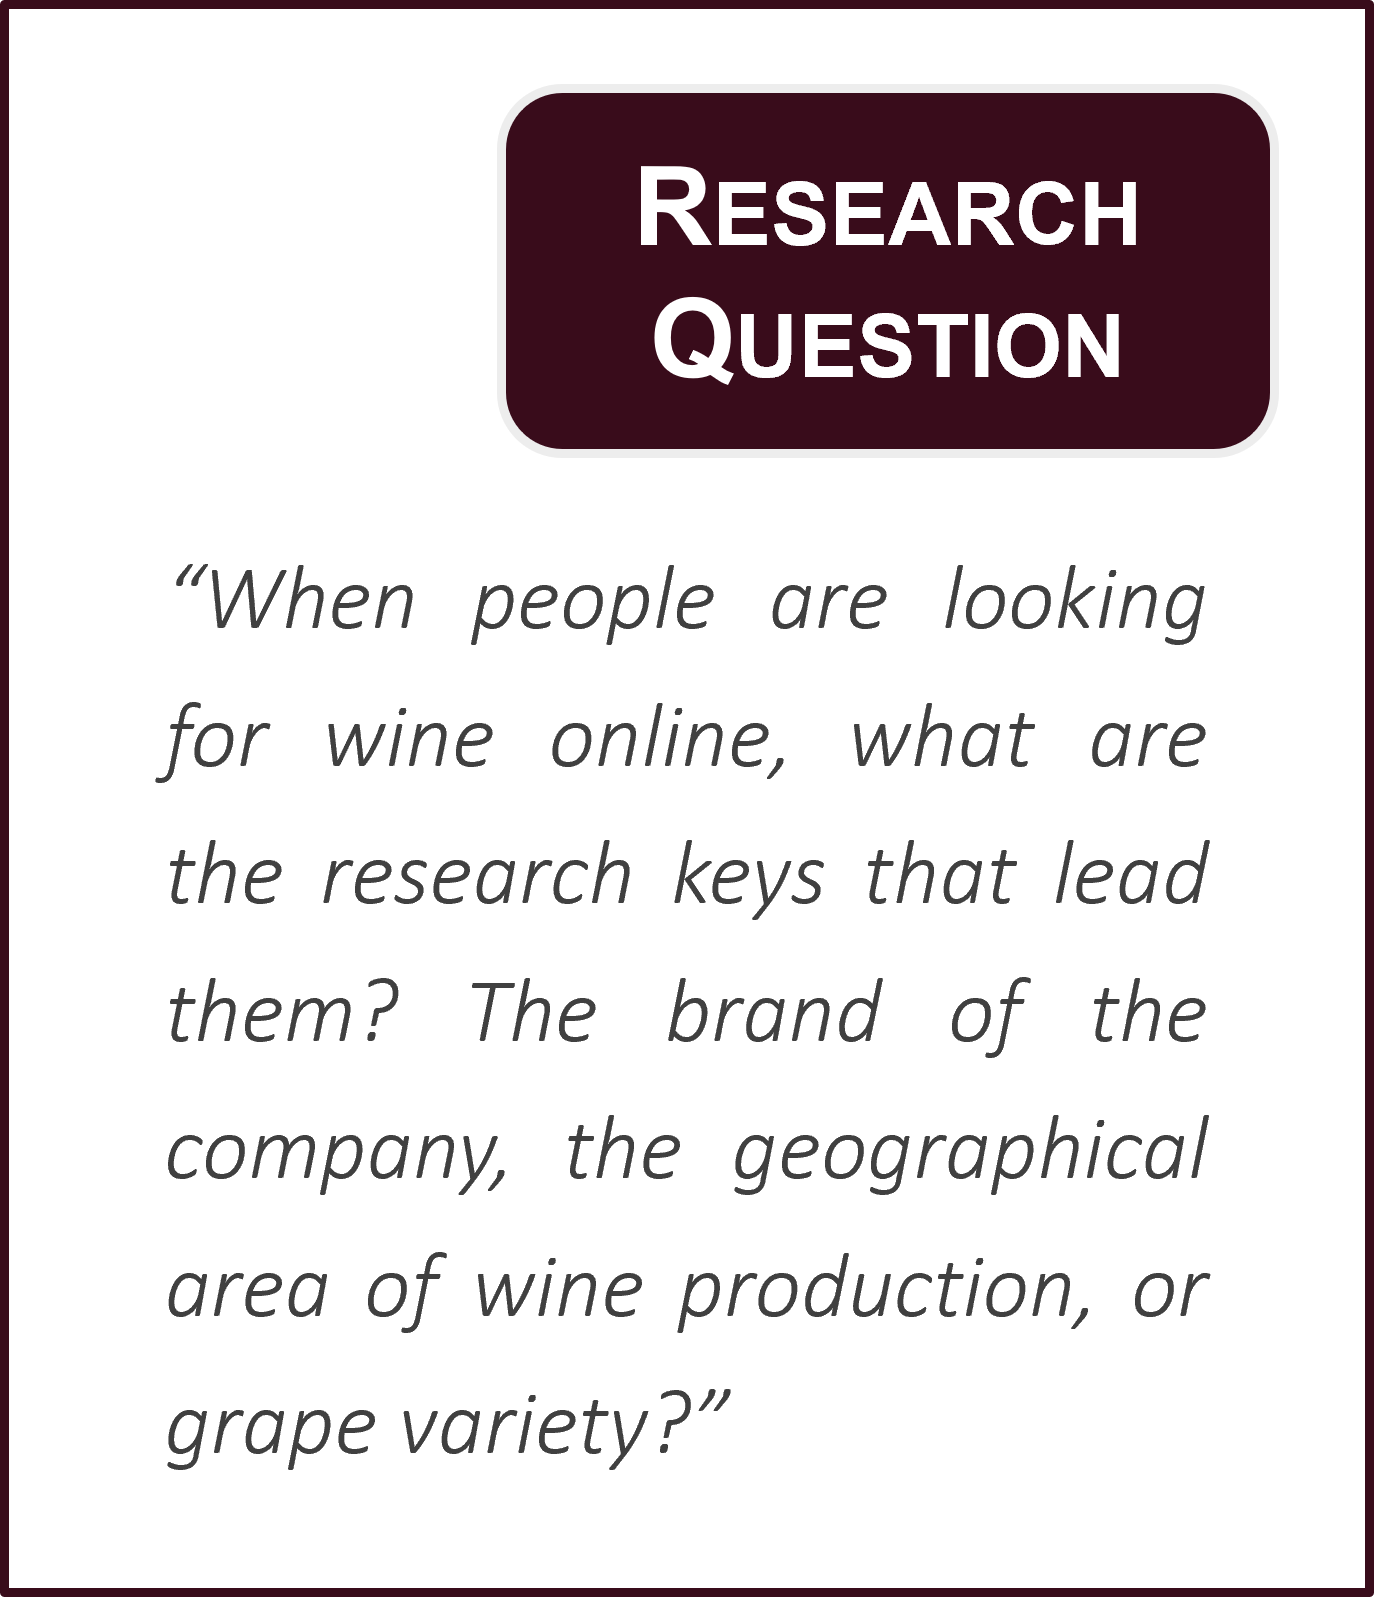 RESEARCH
QUESTION
“When people are looking
for wine online, what are
the research keys that lead
them? The brand of the
company, the geographical
area of wine production, or
grape variety?”